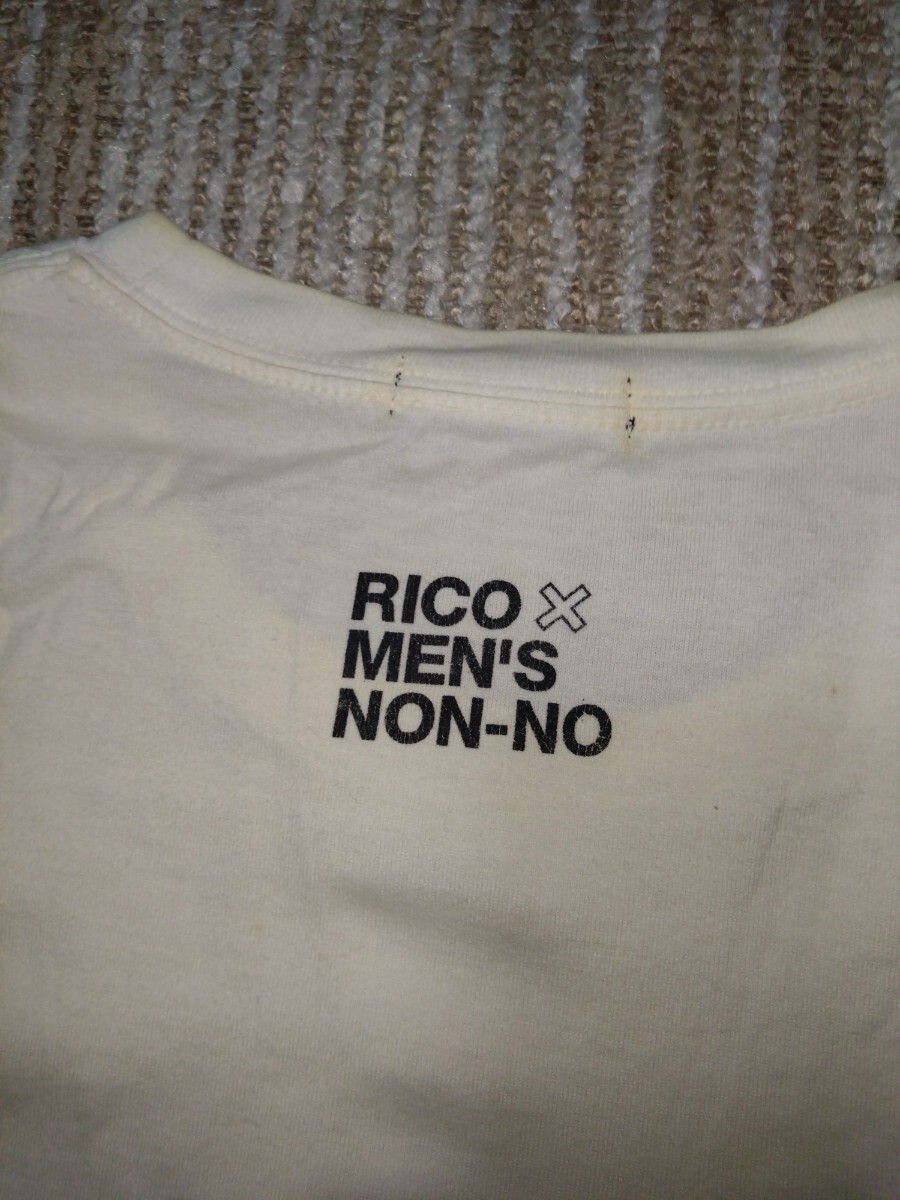 RICO ×
MEN'S
NON-NO